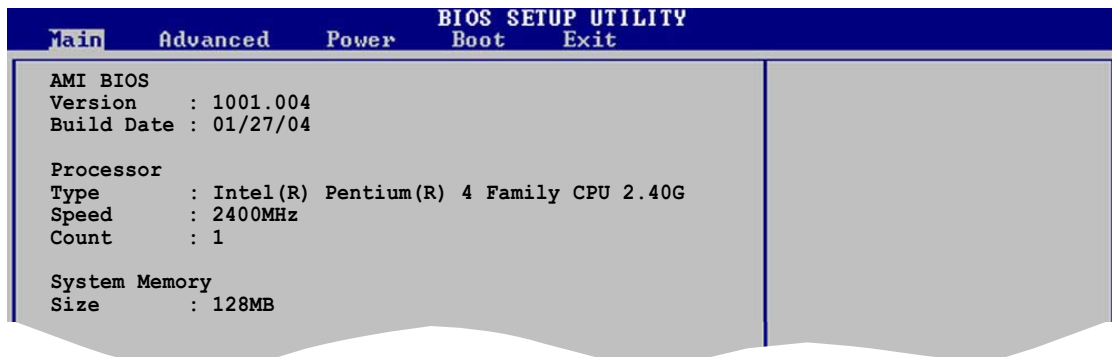 BIOS SETUP UTILITY
Main Advanced Power Boot Exit
AMI BIOS
Version : 1001.004
Build Date : 01/27/04
Processor
Type : Intel(R) Pentium(R) 4 Family CPU 2.40G
Speed : 2400MHz
Count : 1
System Memory
Size : 128MB